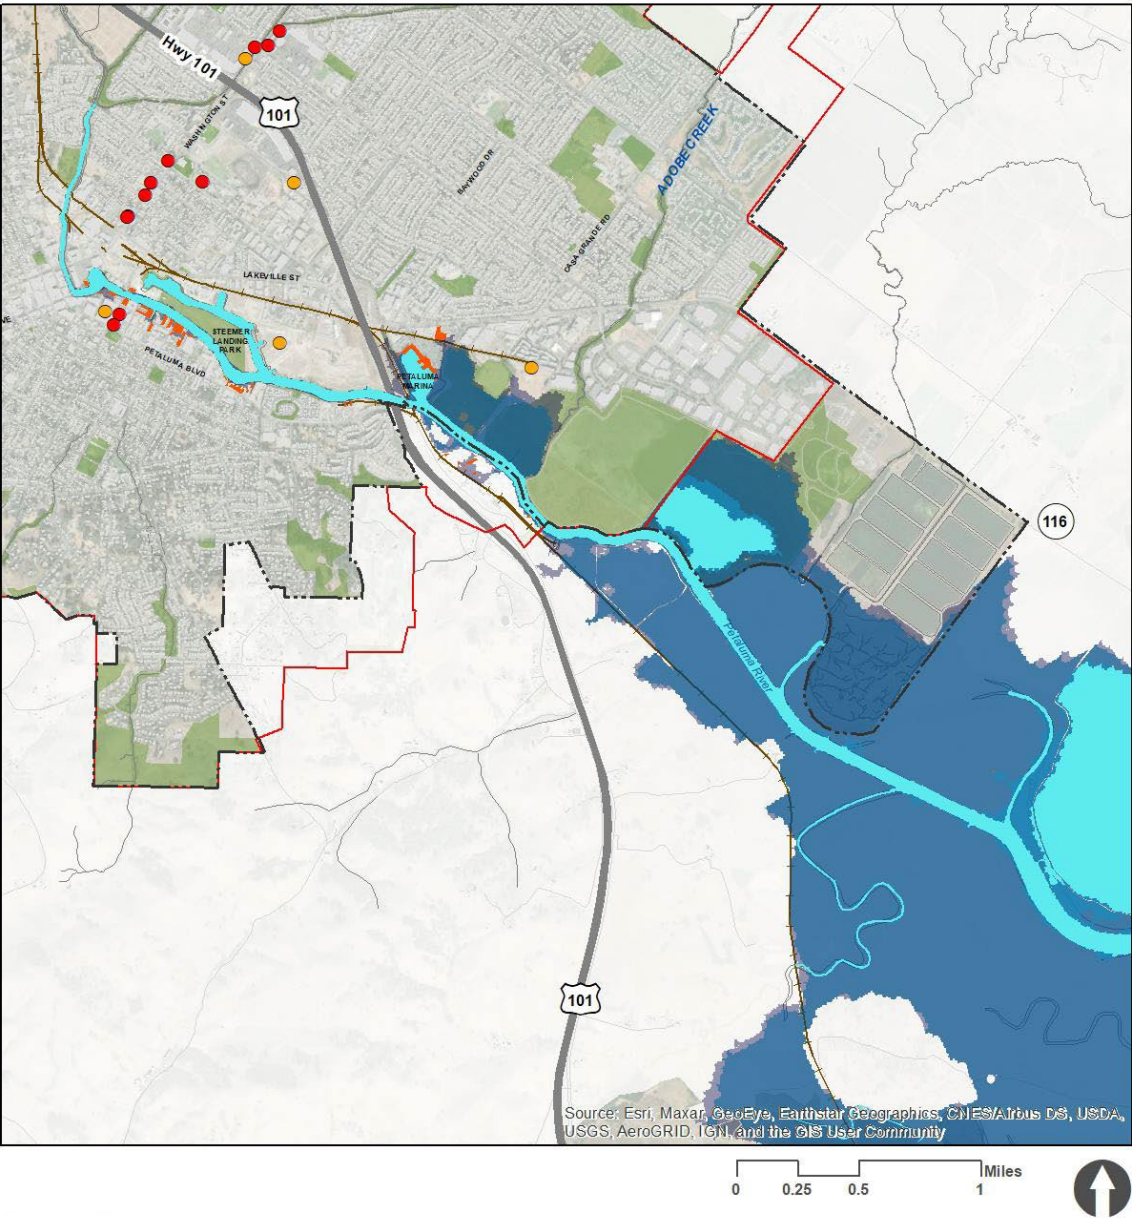 Hwy 101
101
WASHINGTON ST
BAYWOOD DR
ADOBE CREEK
CASA GRANDE RD
LAKEVILLE ST
STEEMER
LANDING
PARK
PETALUMA BLVD
PETALUMA
MARINA
116
Petaluma River
101
Source: Esri, Maxar, GeoEye, Earthstar Geographics, CNES/Airbus DS, USDA,
USGS, AeroGRID, IGN, and the GIS User Community
Miles
0 0.25 0.5 1